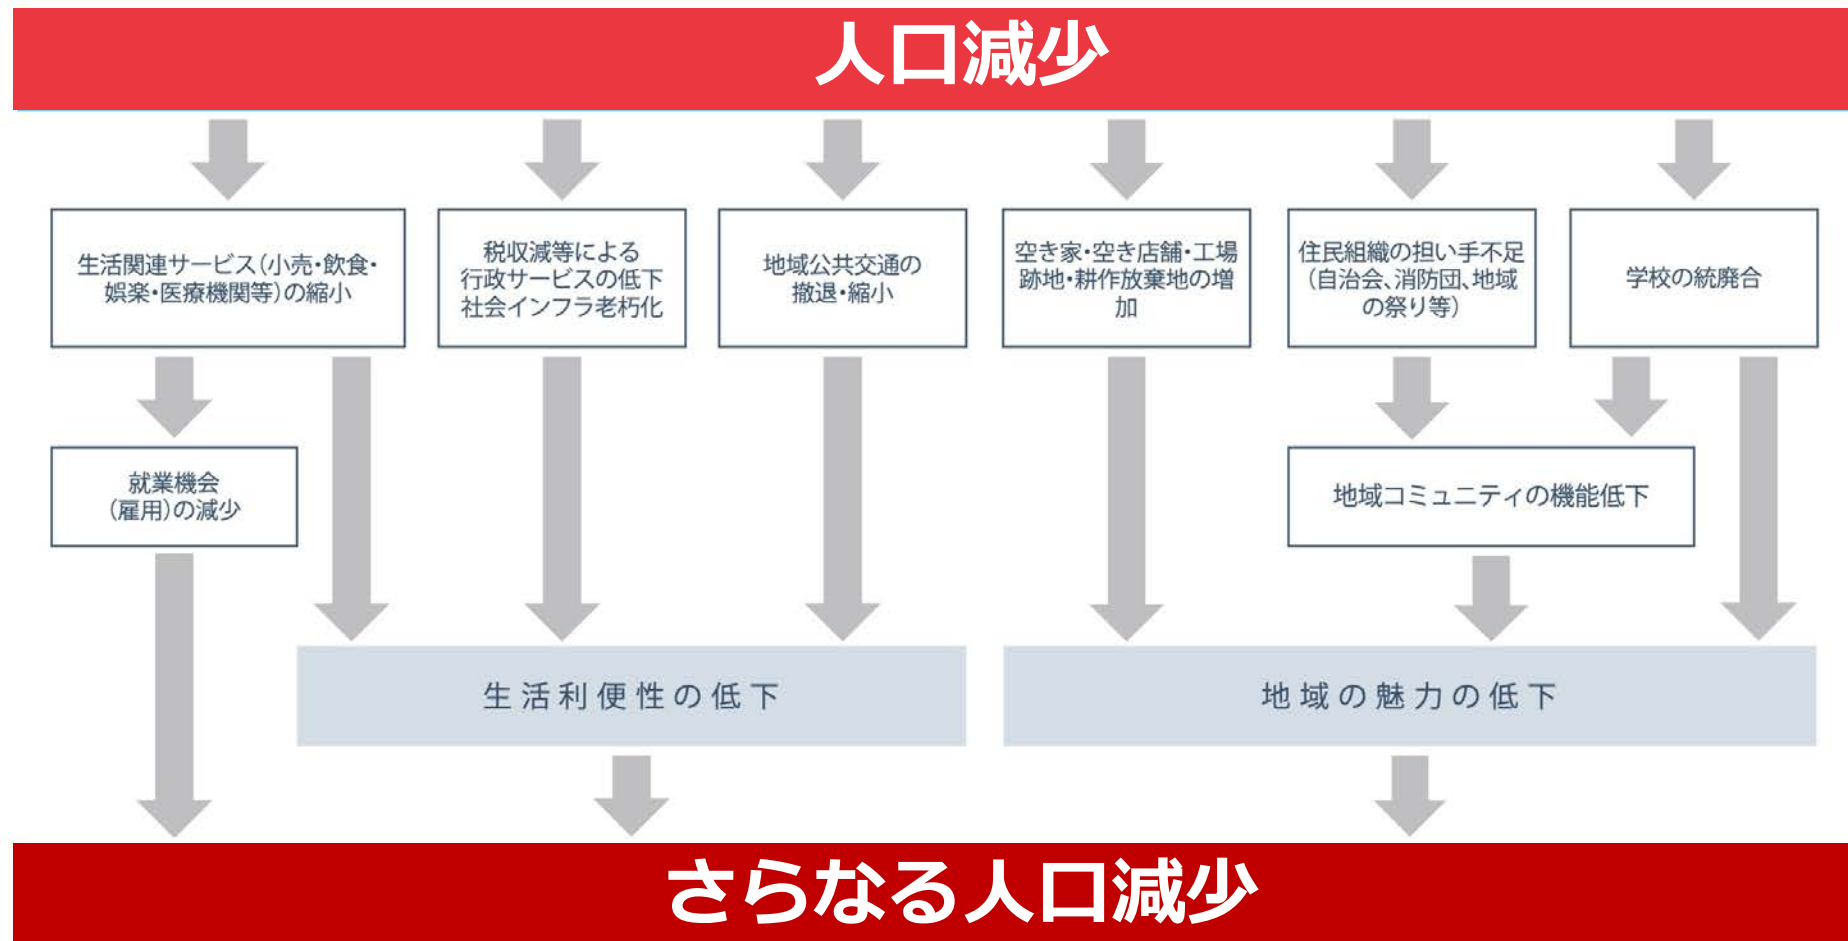 人口減少
生活関連サービス（小売・飲食・
娯楽・医療機関等）の縮小
税収減等による
行政サービスの低下
社会インフラ老朽化
地域公共交通の
撤退・縮小
空き家・空き店舗・工場
跡地・耕作放棄地の増
加
住民組織の担い手不足
（自治会、消防団、地域
の祭り等）
学校の統廃合
就業機会
（雇用）の減少
地域コミュニティの機能低下
生活利便性の低下
地域の魅力の低下
さらなる人口減少